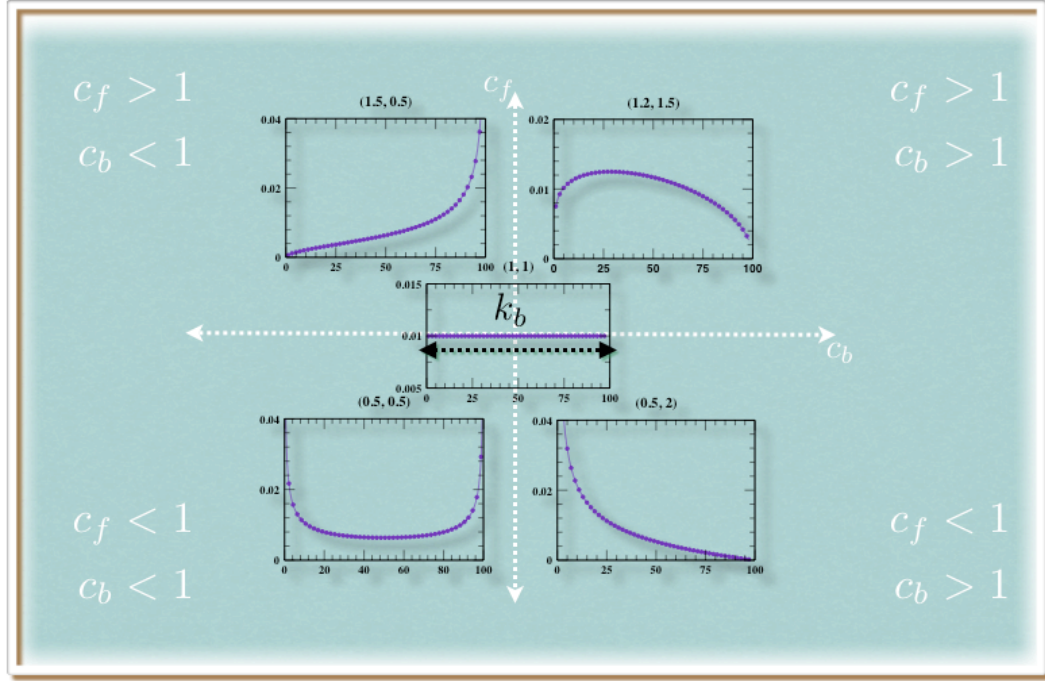 c_f > 1
c_b < 1
c_f
c_f > 1
c_b > 1
(1.5, 0.5)
0.04
0.02
0
0 25 50 75 100
(1.2, 1.5)
0.02
0.01
0
0 25 50 75 100
(1, 1)
0.015
0.01
0.005
k_b
0 25 50 75 100
c_b
(0.5, 0.5)
0.04
0.02
0
0 20 40 60 80 100
(0.5, 2)
0.04
0.02
0
0 25 50 75 100
c_f < 1
c_b < 1
c_f < 1
c_b > 1